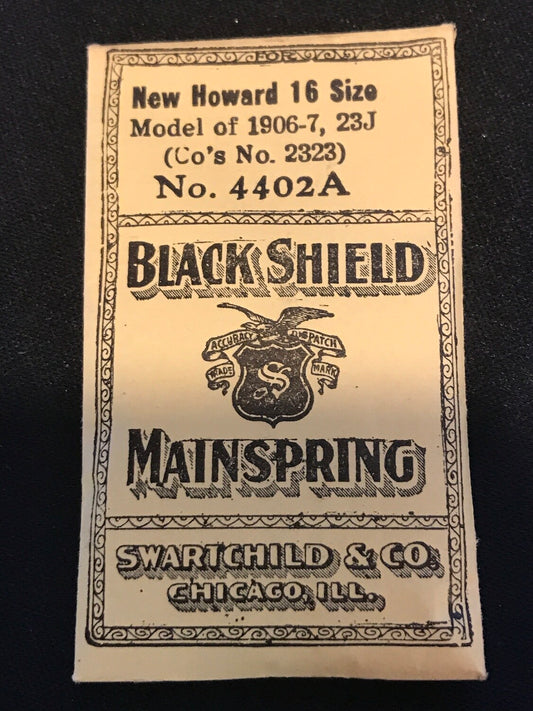 FOR
New Howard 16 Size
Model of 1906-7, 23J
(Co's No. 2323)
No. 4402A
BLACK SHIELD
ACCURACY DISPATCH
TRADE MARK
S
MAINSPRING
SWARTCHILD & CO.
CHICAGO, ILL.